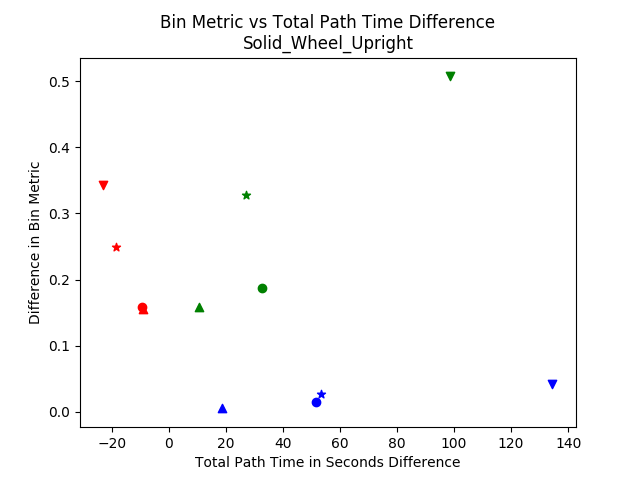 Bin Metric vs Total Path Time Difference
Solid_Wheel_Upright
Difference in Bin Metric
0.5
0.4
0.3
0.2
0.1
0.0
−20 0 20 40 60 80 100 120 140
Total Path Time in Seconds Difference